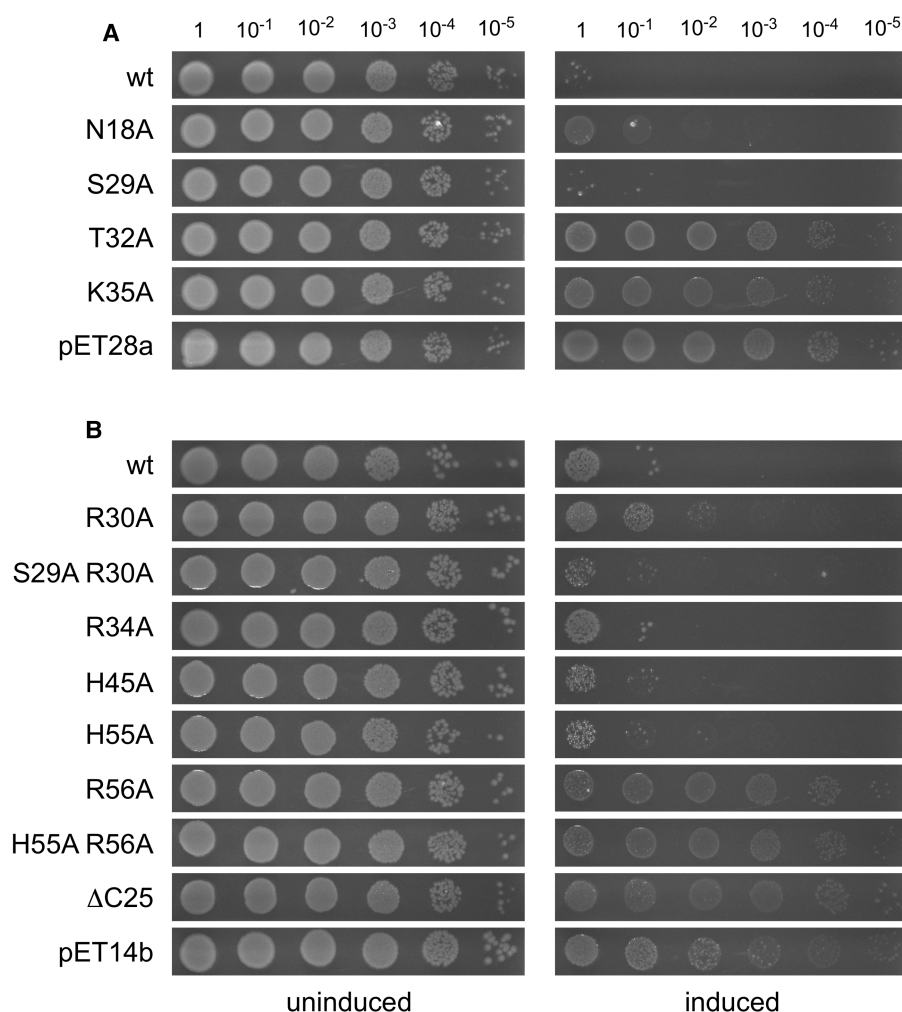 A
1 10⁻¹ 10⁻² 10⁻³ 10⁻⁴ 10⁻⁵ 1 10⁻¹ 10⁻² 10⁻³ 10⁻⁴ 10⁻⁵
wt
N18A
S29A
T32A
K35A
pET28a
B
wt
R30A
S29A R30A
R34A
H45A
H55A
R56A
H55A R56A
ΔC25
pET14b
uninduced induced